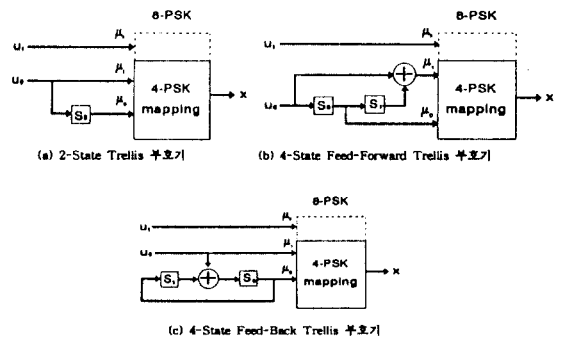 8-PSK
u₁
μ₂
u₀
μ₁
μ₀
S₀
4-PSK
mapping
x
(a) 2-State Trellis 부호기
8-PSK
u₁
μ₂
u₀
S₀
S₁
μ₁
μ₀
4-PSK
mapping
x
(b) 4-State Feed-Forward Trellis 부호기
8-PSK
u₁
μ₂
u₀
μ₁
S₁
S₀
μ₀
4-PSK
mapping
x
(c) 4-State Feed-Back Trellis 부호기